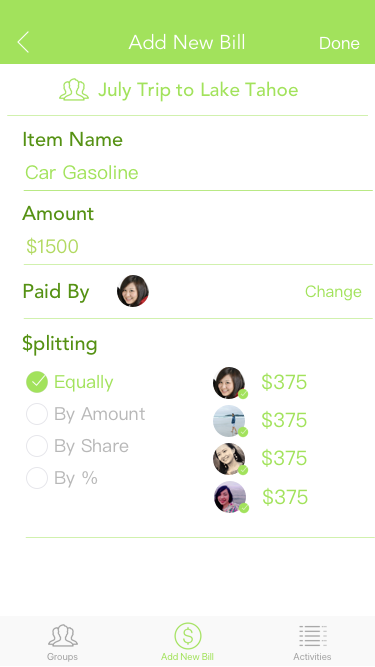 Add New Bill
Done
July Trip to Lake Tahoe
Item Name
Car Gasoline
Amount
$1500
Paid By
Change
$plitting
Equally
$375
By Amount
$375
By Share
$375
By %
$375
$
Groups
Add New Bill
Activities